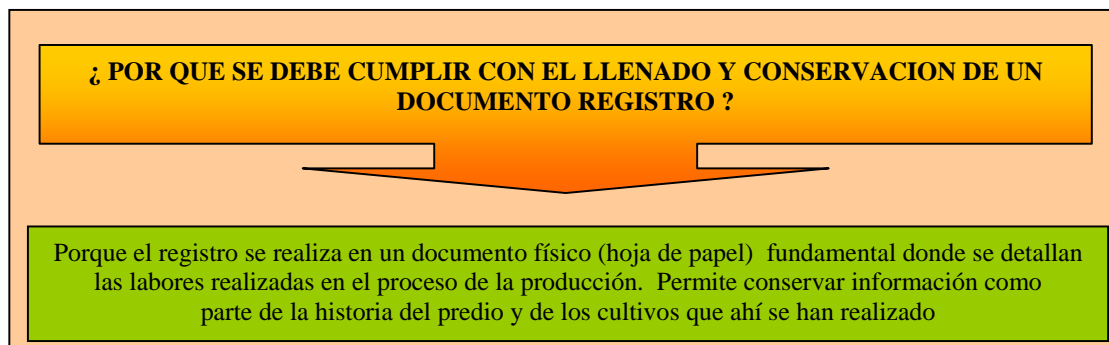 ¿ POR QUE SE DEBE CUMPLIR CON EL LLENADO Y CONSERVACION DE UN
DOCUMENTO REGISTRO ?
Porque el registro se realiza en un documento físico (hoja de papel)  fundamental donde se detallan
las labores realizadas en el proceso de la producción.  Permite conservar información como
parte de la historia del predio y de los cultivos que ahí se han realizado